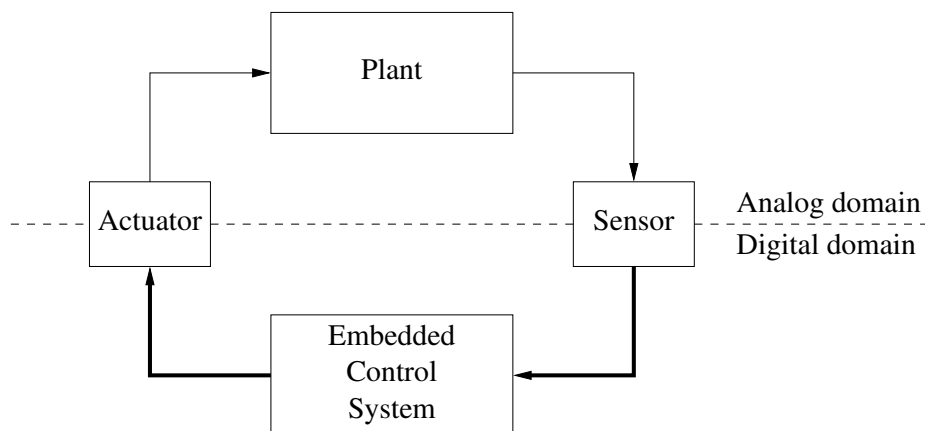 Plant
Actuator
Sensor
Analog domain
Digital domain
Embedded
Control
System